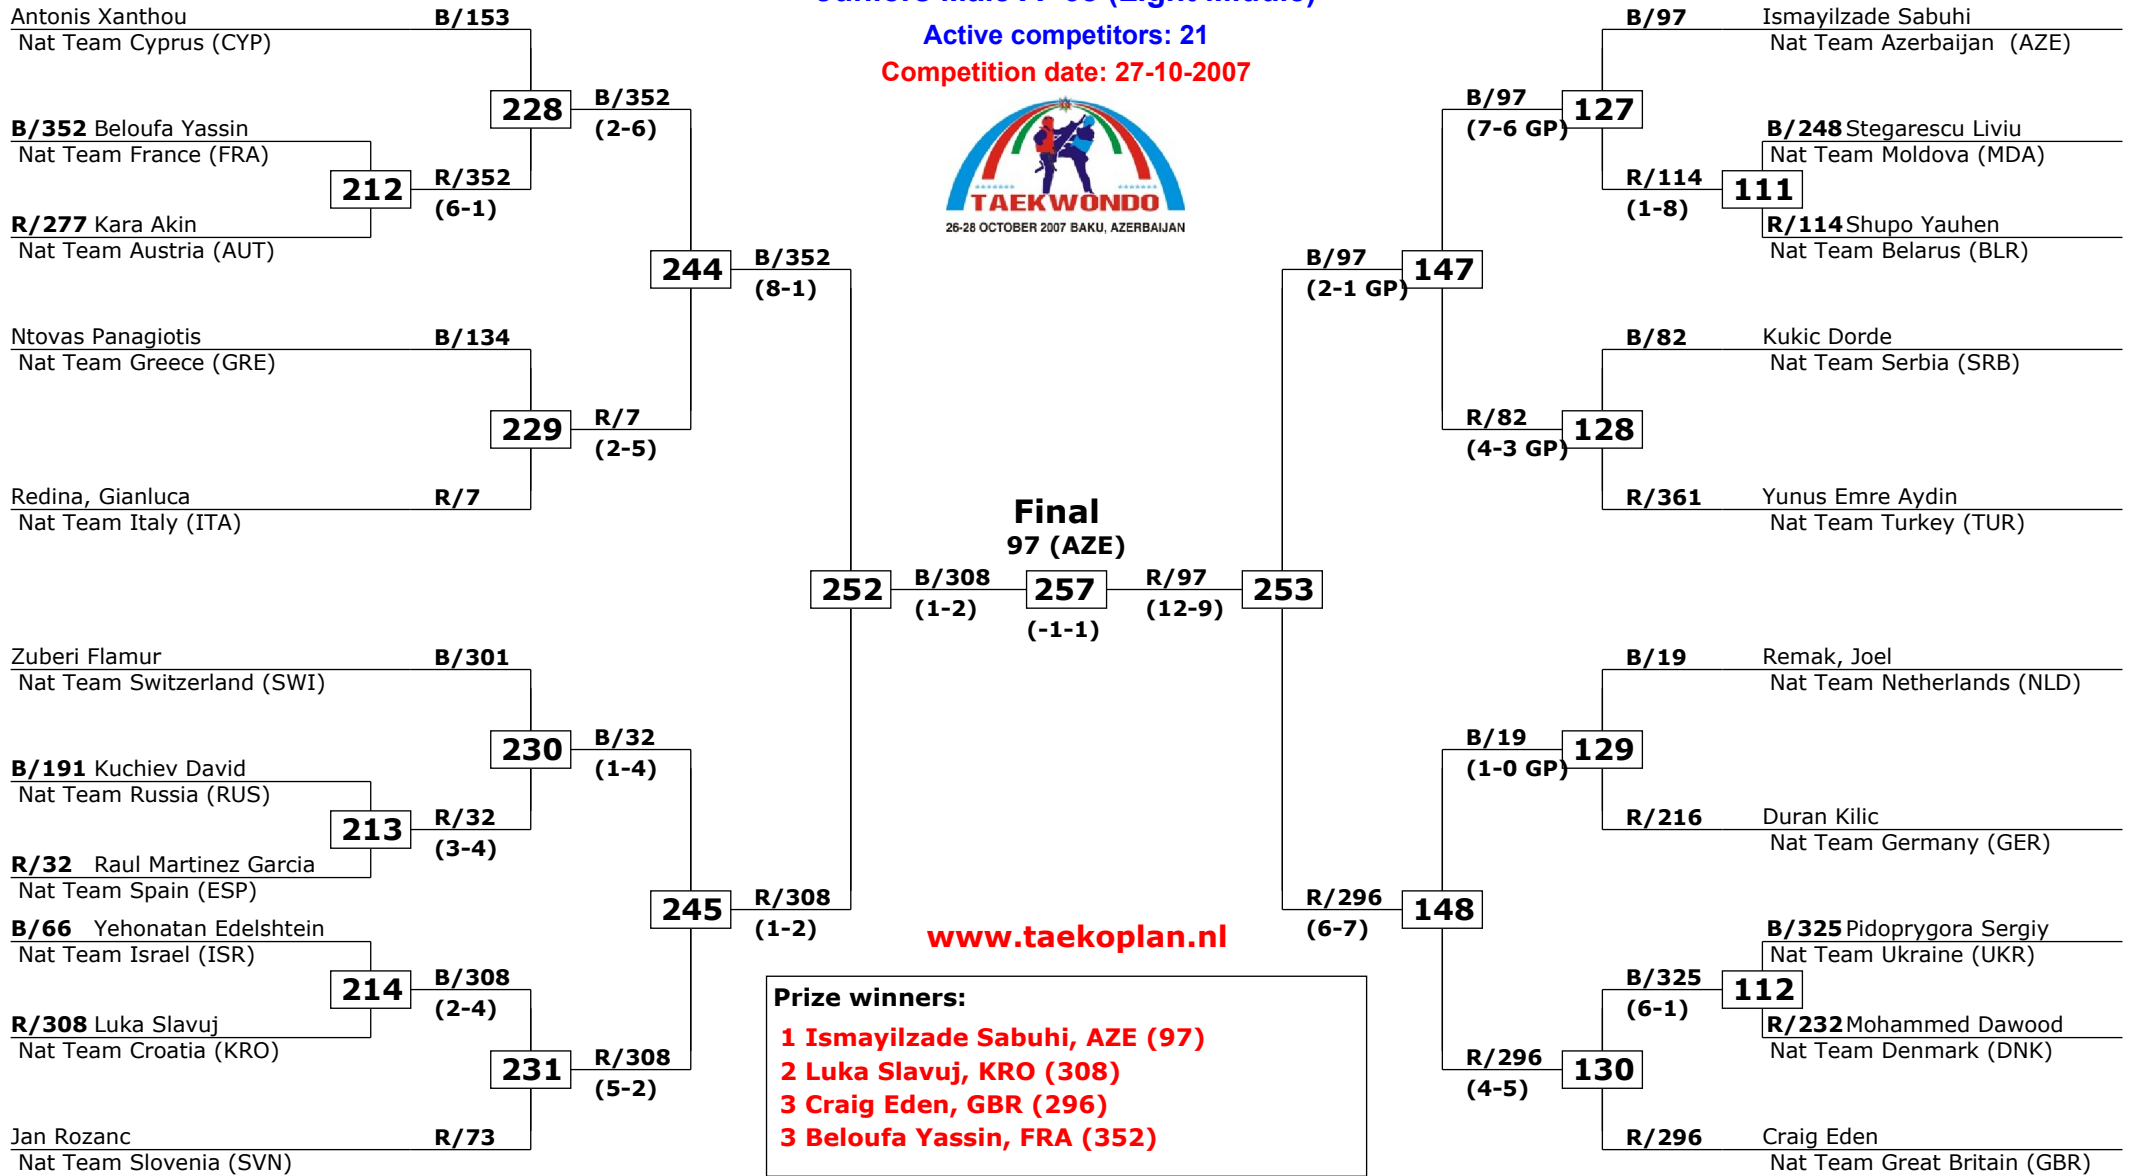 Active competitors: 21
Competition date: 27-10-2007
TAEKWONDO
26-28 OCTOBER 2007 BAKU, AZERBAIJAN
Antonis Xanthou B/153
Nat Team Cyprus (CYP)
228
B/352
(2-6)
B/352 Beloufa Yassin
Nat Team France (FRA)
212
R/352
(6-1)
R/277 Kara Akin
Nat Team Austria (AUT)
244
B/352
(8-1)
Ntovas Panagiotis B/134
Nat Team Greece (GRE)
229
R/7
(2-5)
Redina, Gianluca R/7
Nat Team Italy (ITA)
Zuberi Flamur B/301
Nat Team Switzerland (SWI)
230
B/32
(1-4)
B/191 Kuchiev David
Nat Team Russia (RUS)
213
R/32
(3-4)
R/32 Raul Martinez Garcia
Nat Team Spain (ESP)
245
R/308
(1-2)
B/66 Yehonatan Edelshtein
Nat Team Israel (ISR)
214
B/308
(2-4)
R/308 Luka Slavuj
Nat Team Croatia (KRO)
231
R/308
(5-2)
Jan Rozanc R/73
Nat Team Slovenia (SVN)
Final
97 (AZE)
252
B/308
(1-2)
257
(-1-1)
R/97
(12-9)
253
B/97 Ismayilzade Sabuhi
Nat Team Azerbaijan (AZE)
B/97
(7-6 GP)
127
B/248 Stegarescu Liviu
Nat Team Moldova (MDA)
R/114
(1-8)
111
R/114 Shupo Yauhen
Nat Team Belarus (BLR)
B/97
(2-1 GP)
147
B/82 Kukic Dorde
Nat Team Serbia (SRB)
R/82
(4-3 GP)
128
R/361 Yunus Emre Aydin
Nat Team Turkey (TUR)
B/19 Remak, Joel
Nat Team Netherlands (NLD)
B/19
(1-0 GP)
129
R/216 Duran Kilic
Nat Team Germany (GER)
R/296
(6-7)
148
B/325 Pidoprygora Sergiy
Nat Team Ukraine (UKR)
B/325
(6-1)
112
R/232 Mohammed Dawood
Nat Team Denmark (DNK)
R/296
(4-5)
130
R/296 Craig Eden
Nat Team Great Britain (GBR)
www.taekoplan.nl
Prize winners:
1 Ismayilzade Sabuhi, AZE (97)
2 Luka Slavuj, KRO (308)
3 Craig Eden, GBR (296)
3 Beloufa Yassin, FRA (352)